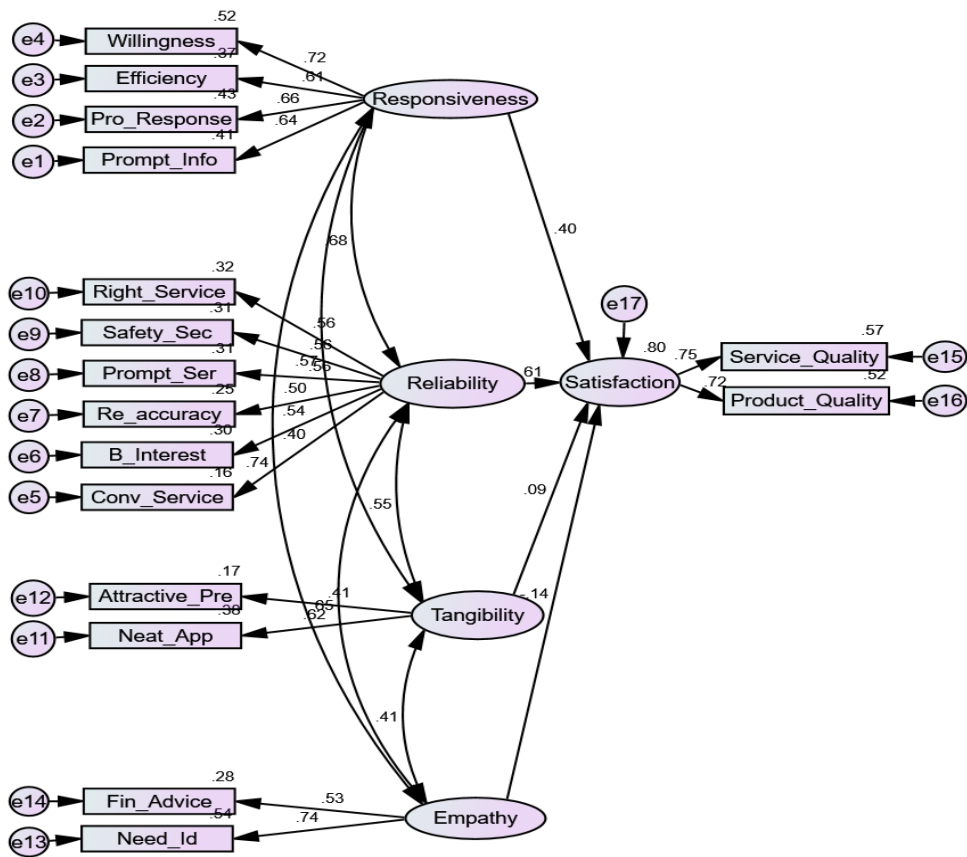 .52
e4
Willingness
.72
.37
e3
Efficiency
.61
.43
e2
Pro_Response
.66
.41
e1
Prompt_Info
.64
Responsiveness
.40
.68
.32
e10
Right_Service
.56
.31
e9
Safety_Sec
.56
.31
e8
Prompt_Ser
.57
.56
.25
e7
Re_accuracy
.50
.30
e6
B_Interest
.54
.16
e5
Conv_Service
.40
.74
Reliability
.61
e17
.80
Satisfaction
.75
.57
Service_Quality
e15
.72
.52
Product_Quality
e16
.55
.09
-.14
.17
e12
Attractive_Pre
.41
.65
.38
e11
Neat_App
.62
Tangibility
.41
.28
e14
Fin_Advice
.53
.54
e13
Need_Id
.74
Empathy